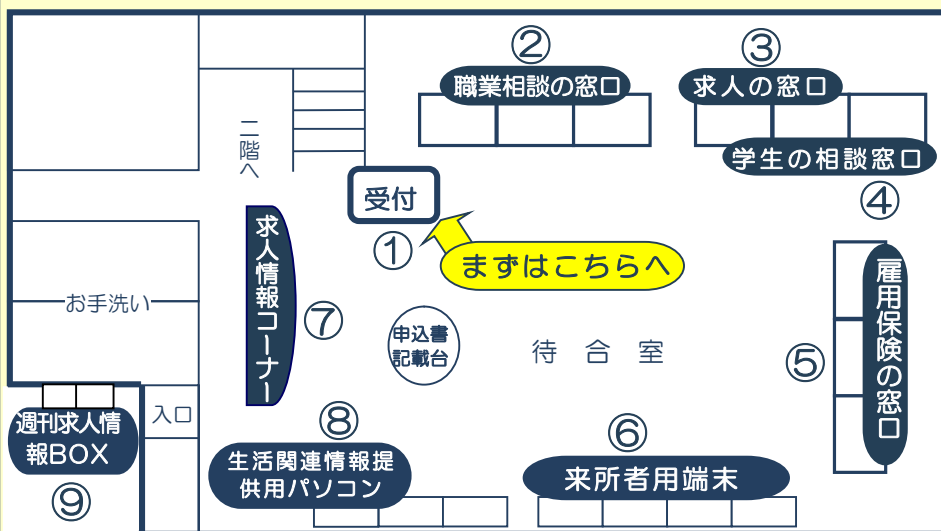 ②
職業相談の窓口
③
求人の窓口
学生の相談窓口
④
二階へ
受付
①
まずはこちらへ
求人情報コーナー
⑦
お手洗い
申込書
記載台
待合室
⑤
雇用保険の窓口
入口
週刊求人情
報BOX
⑨
⑧
生活関連情報提
供用パソコン
⑥
来所者用端末